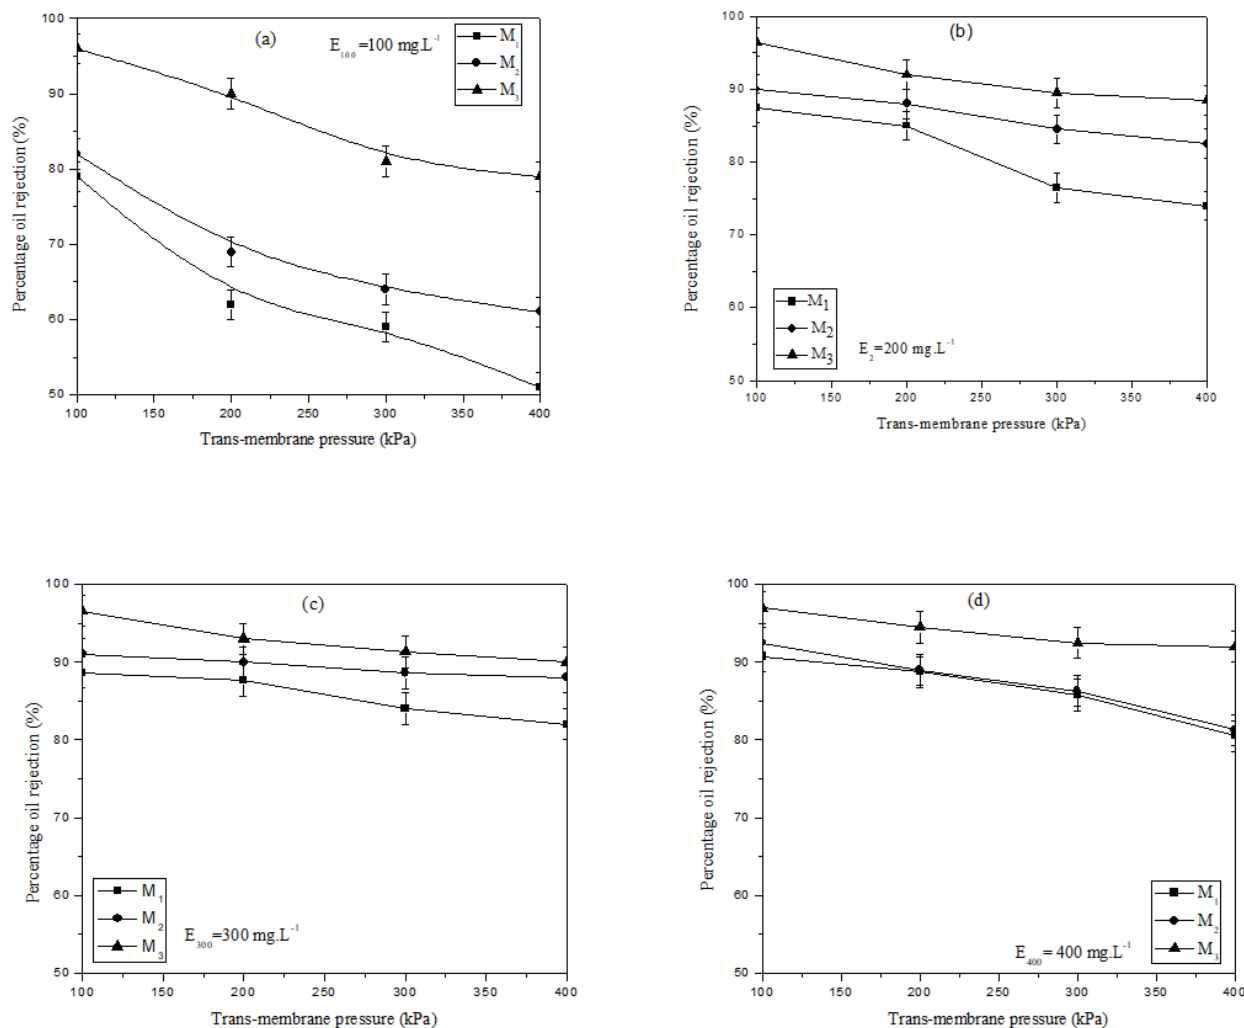 (a)
E100=100 mg.L-1
M1
M2
M3
100
90
80
70
60
50
100 150 200 250 300 350 400
Percentage oil rejection (%)
Trans-membrane pressure (kPa)
(b)
100
90
80
70
60
50
M1
M2
M3
E2=200 mg.L-1
100 150 200 250 300 350 400
Percentage oil rejection (%)
Trans-membrane pressure (kPa)
(c)
100
90
80
70
60
50
M1
M2
M3
E300=300 mg.L-1
100 150 200 250 300 350 400
Percentage oil rejection (%)
Trans-membrane pressure (kPa)
(d)
100
90
80
70
60
50
M1
M2
M3
E400= 400 mg.L-1
100 150 200 250 300 350 400
Percentage oil rejection (%)
Trans-membrane pressure (kPa)